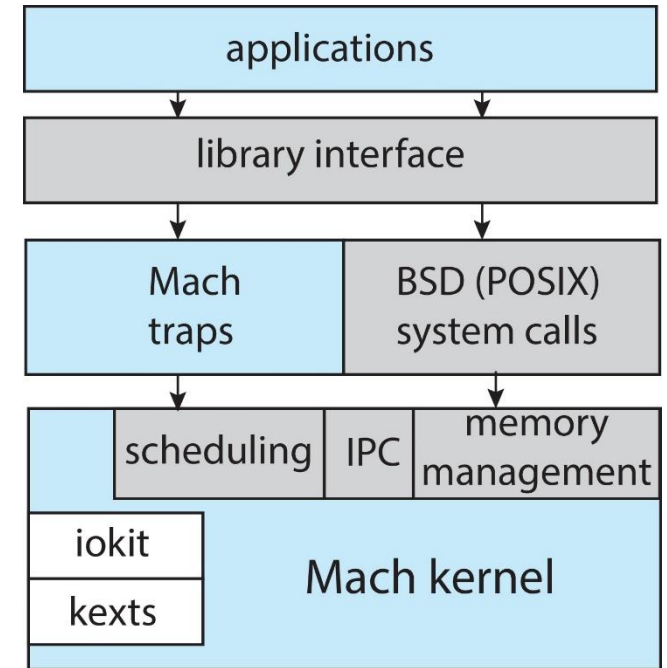 applications
library interface
Mach
traps
BSD (POSIX)
system calls
scheduling
IPC
memory
management
iokit
kexts
Mach kernel